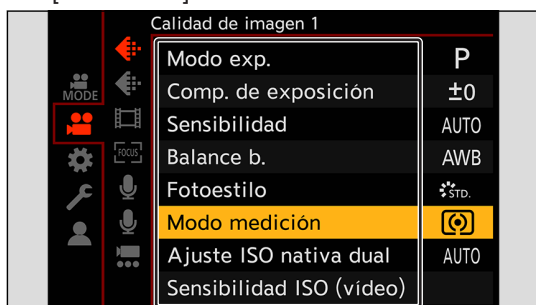 Calidad de imagen 1
Modo exp. P
Comp. de exposición ±0
MODE
Sensibilidad AUTO
FOCUS
Balance b. AWB
Fotoestilo STD.
Modo medición
Ajuste ISO nativa dual AUTO
Sensibilidad ISO (vídeo)